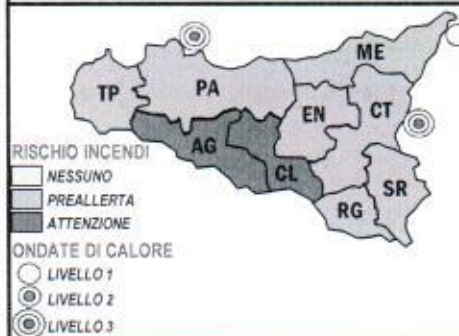 ME
TP
PA
EN
CT
AG
CL
SR
RG
RISCHIO INCENDI
NESSUNO
PREALLERTA
ATTENZIONE
ONDATE DI CALORE
LIVELLO 1
LIVELLO 2
LIVELLO 3